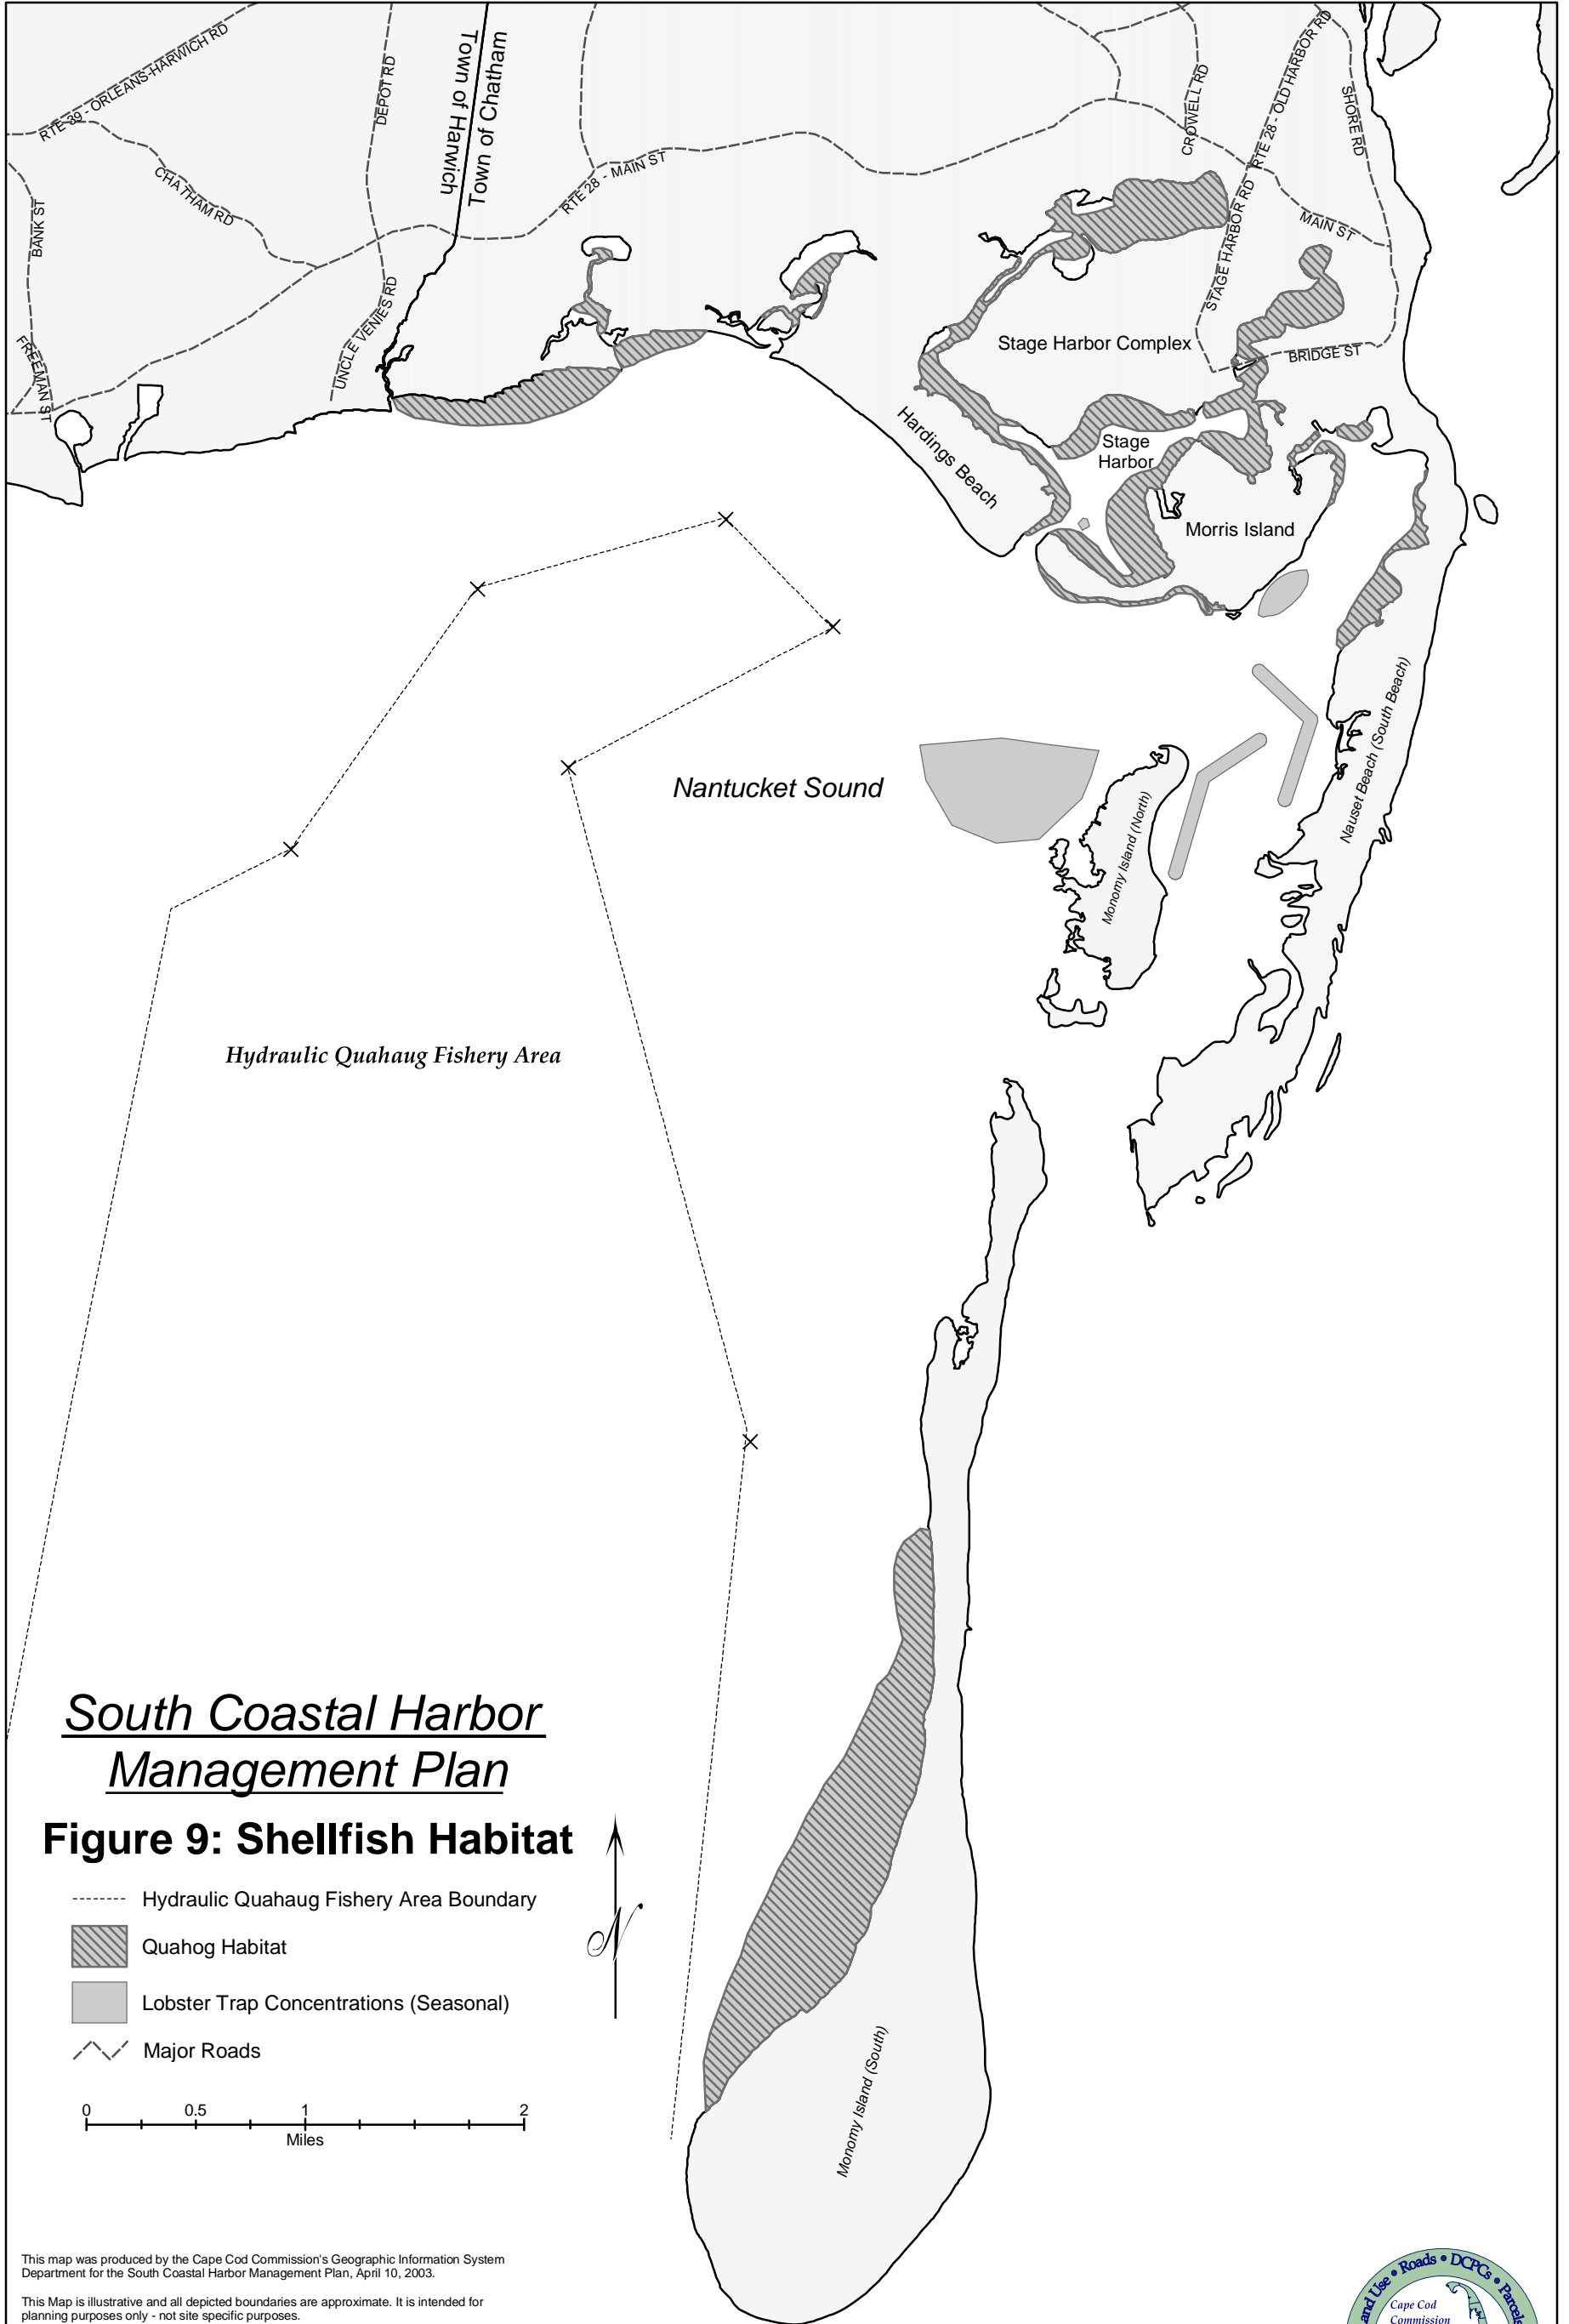 RTE 39 - ORLEANS-HARWICH RD
DEPOT RD
Town of Harwich
Town of Chatham
CROWELL RD
RTE 28 - OLD HARBOR RD
SHORE RD
CHATHAM RD
BANK ST
RTE 28 - MAIN ST
STAGE HARBOR RD
MAIN ST
UNCLE VENIES RD
FREEMAN ST
Stage Harbor Complex
BRIDGE ST
Hardings Beach
Stage
Harbor
Morris Island
Nauset Beach (South Beach)
Nantucket Sound
Monomy Island (North)
Hydraulic Quahaug Fishery Area
South Coastal Harbor
Management Plan
Figure 9: Shellfish Habitat
Hydraulic Quahaug Fishery Area Boundary
Quahog Habitat
Lobster Trap Concentrations (Seasonal)
Major Roads
N
0 0.5 1 2
Miles
Monomy Island (South)
This map was produced by the Cape Cod Commission's Geographic Information System
Department for the South Coastal Harbor Management Plan, April 10, 2003.
This Map is illustrative and all depicted boundaries are approximate. It is intended for
planning purposes only - not site specific purposes.
and Use • Roads • DCPCs • Parcels
Cape Cod
Commission